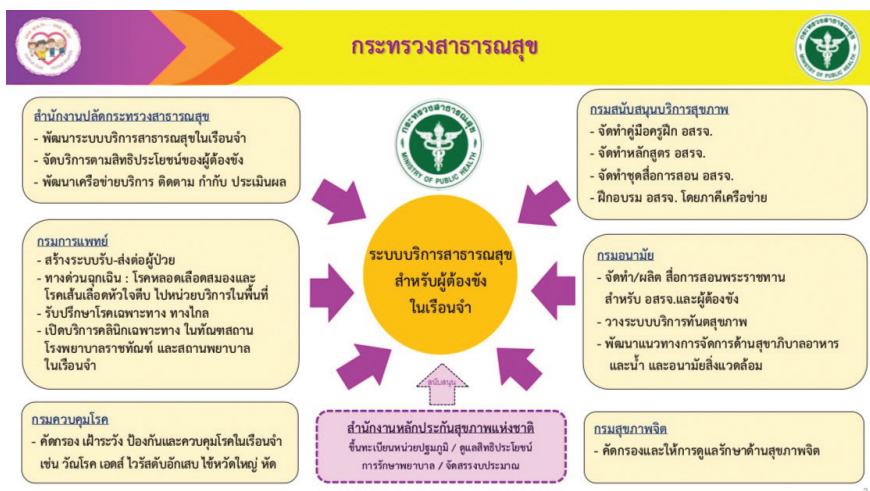 กระทรวงสาธารณสุข
สำนักงานปลัดกระทรวงสาธารณสุข
- พัฒนาระบบบริการสาธารณสุขในเรือนจำ
- จัดบริการตามสิทธิประโยชน์ของผู้ต้องขัง
- พัฒนาเครือข่ายบริการ ติดตาม กำกับ ประเมินผล
กรมการแพทย์
- สร้างระบบรับ-ส่งต่อผู้ป่วย
- ทางด่วนฉุกเฉิน : โรคหลอดเลือดสมองและ
โรคเส้นเลือดหัวใจตีบ ไปหน่วยบริการในพื้นที่
- รับปรึกษาโรคเฉพาะทาง ทางไกล
- เปิดบริการคลินิกเฉพาะทาง ในทัณฑสถาน
โรงพยาบาลราชทัณฑ์ และสถานพยาบาล
ในเรือนจำ
กรมควบคุมโรค
- คัดกรอง เฝ้าระวัง ป้องกันและควบคุมโรคในเรือนจำ
เช่น วัณโรค เอดส์ ไวรัสตับอักเสบ ไข้หวัดใหญ่ หัด
กระทรวงสาธารณสุข
MINISTRY OF PUBLIC HEALTH
ระบบบริการสาธารณสุข
สำหรับผู้ต้องขัง
ในเรือนจำ
สนับสนุน
สำนักงานหลักประกันสุขภาพแห่งชาติ
ขึ้นทะเบียนหน่วยปฐมภูมิ / ดูแลสิทธิประโยชน์
การรักษาพยาบาล / จัดสรรงบประมาณ
กรมสนับสนุนบริการสุขภาพ
- จัดทำคู่มือครูฝึก อสรจ.
- จัดทำหลักสูตร อสรจ.
- จัดทำชุดสื่อการสอน อสรจ.
- ฝึกอบรม อสรจ. โดยภาคีเครือข่าย
กรมอนามัย
- จัดทำ/ผลิต สื่อการสอนพระราชทาน
สำหรับ อสรจ.และผู้ต้องขัง
- วางระบบบริการทันตสุขภาพ
- พัฒนาแนวทางการจัดการด้านสุขาภิบาลอาหาร
และน้ำ และอนามัยสิ่งแวดล้อม
กรมสุขภาพจิต
- คัดกรองและให้การดูแลรักษาด้านสุขภาพจิต